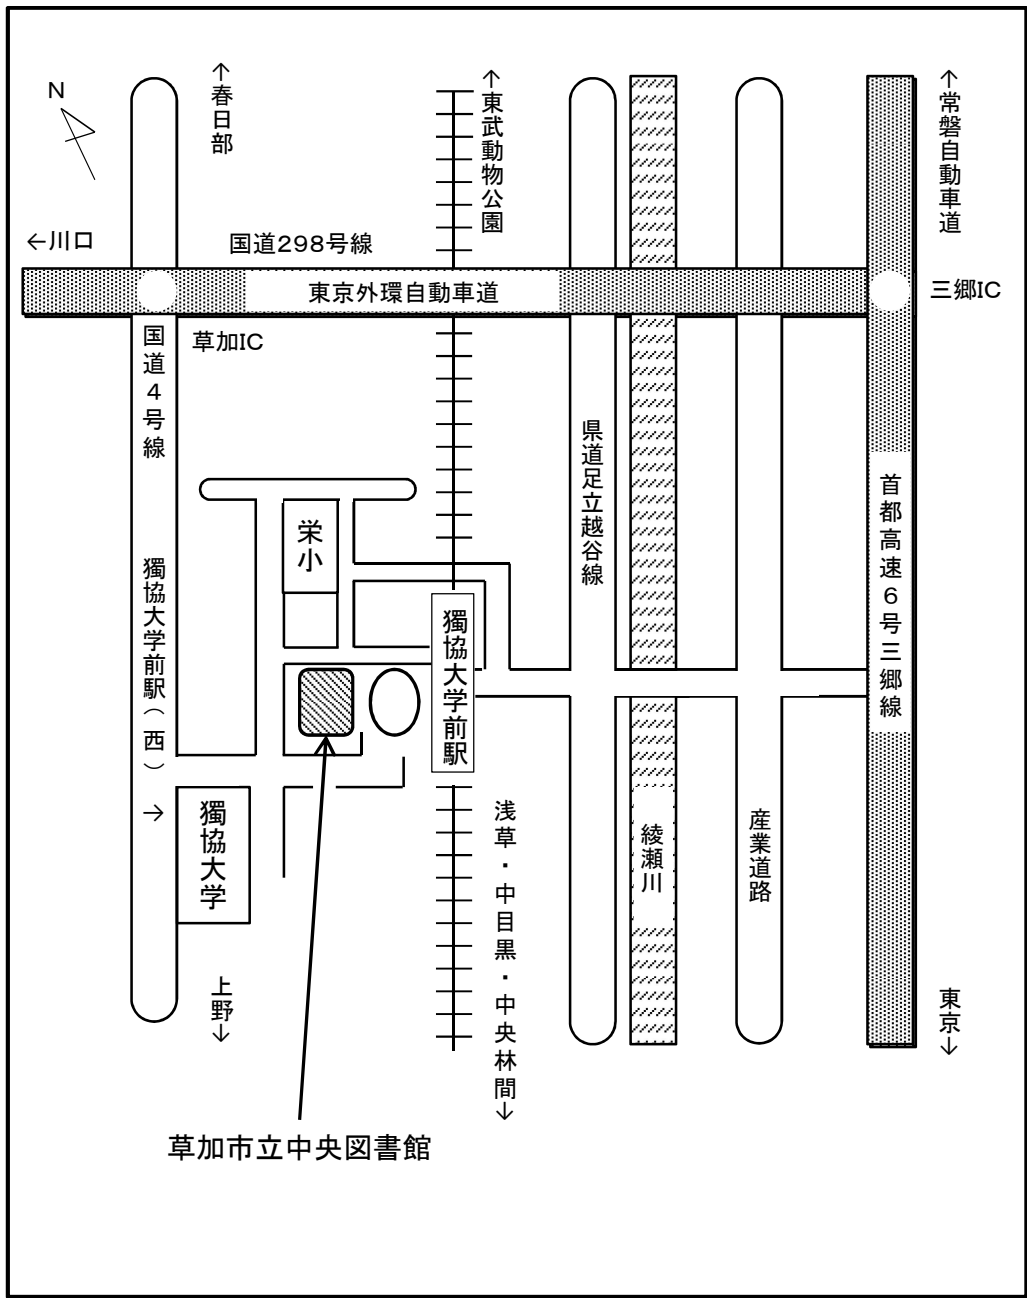 N
↑春日部
↑東武動物公園
↑常磐自動車道
←川口
国道298号線
東京外環自動車道
三郷IC
草加IC
国道4号線
県道足立越谷線
首都高速6号三郷線
栄小
獨協大学前駅(西)→
獨協大学前駅
獨協大学
浅草・中目黒・中央林間↓
綾瀬川
産業道路
上野↓
東京↓
草加市立中央図書館